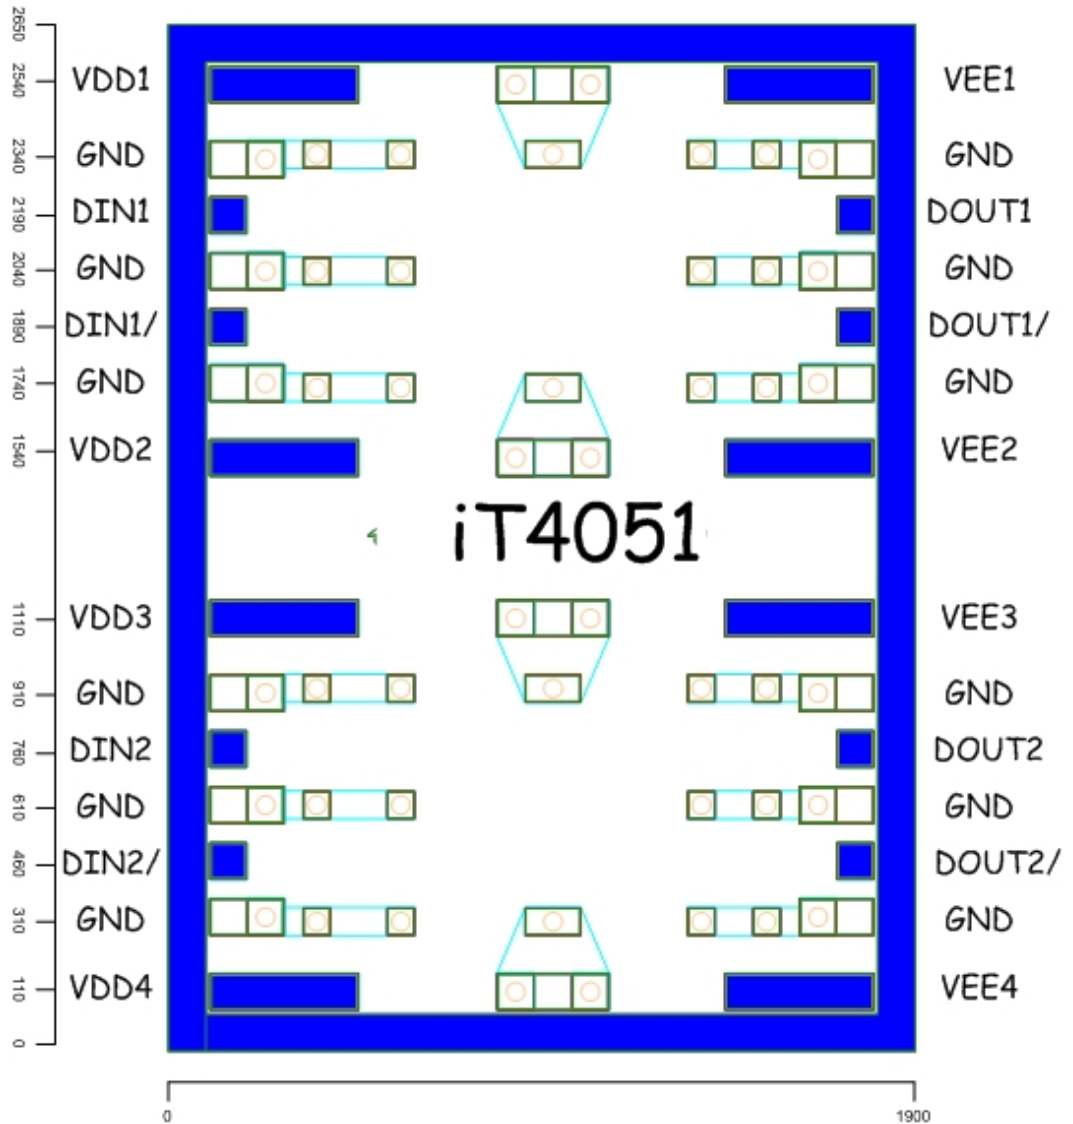 2650
2540 VDD1 VEE1
2340 GND GND
2190 DIN1 DOUT1
2040 GND GND
1890 DIN1/ DOUT1/
1740 GND GND
1540 VDD2 VEE2
iT4051
1110 VDD3 VEE3
910 GND GND
760 DIN2 DOUT2
610 GND GND
460 DIN2/ DOUT2/
310 GND GND
110 VDD4 VEE4
0
0 1900